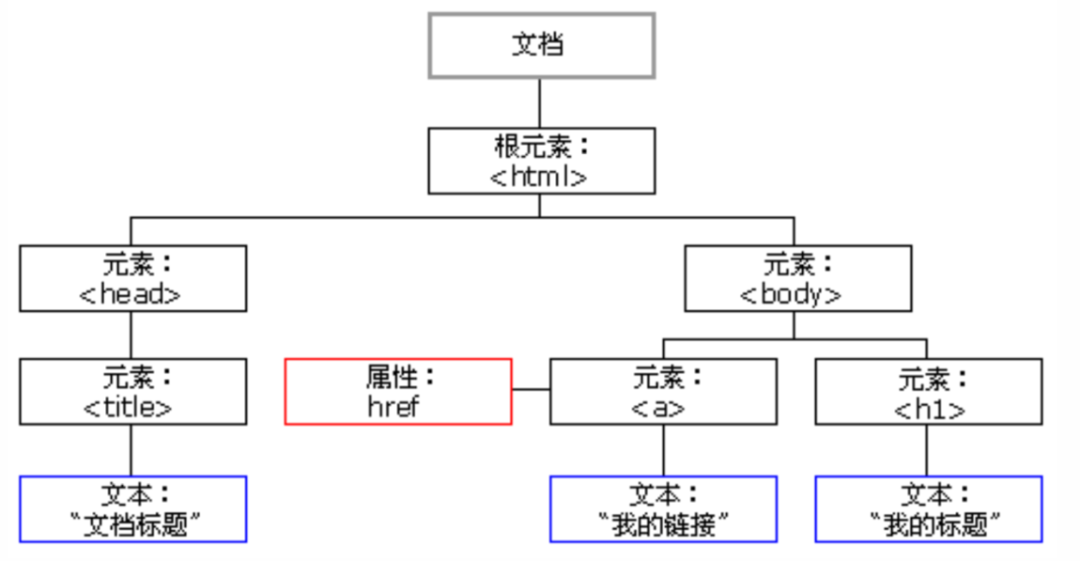 文档
根元素：
<html>
元素：
<head>
元素：
<body>
元素：
<title>
属性：
href
元素：
<a>
元素：
<h1>
文本：
“文档标题”
文本：
“我的链接”
文本：
“我的标题”